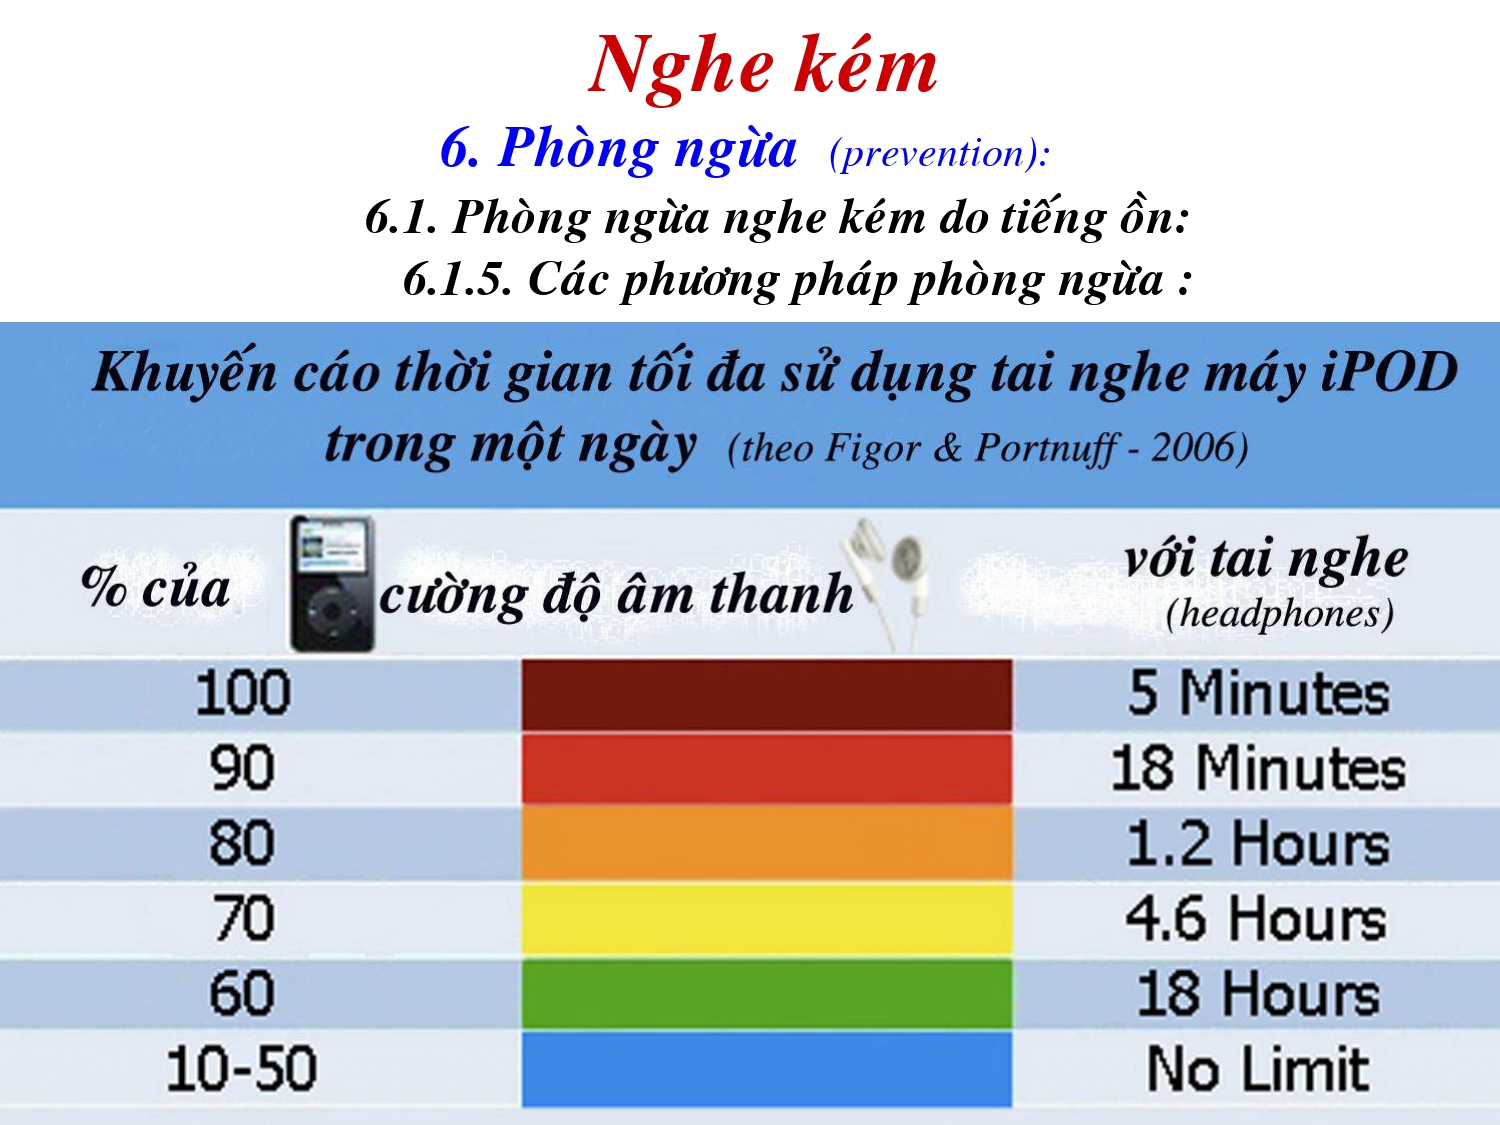 Nghe kém
6. Phòng ngừa (prevention):
6.1. Phòng ngừa nghe kém do tiếng ồn:
6.1.5. Các phương pháp phòng ngừa :
Khuyến cáo thời gian tối đa sử dụng tai nghe máy iPOD
trong một ngày (theo Figor & Portnuff - 2006)
% của cường độ âm thanh với tai nghe
(headphones)
100 5 Minutes
90 18 Minutes
80 1.2 Hours
70 4.6 Hours
60 18 Hours
10-50 No Limit